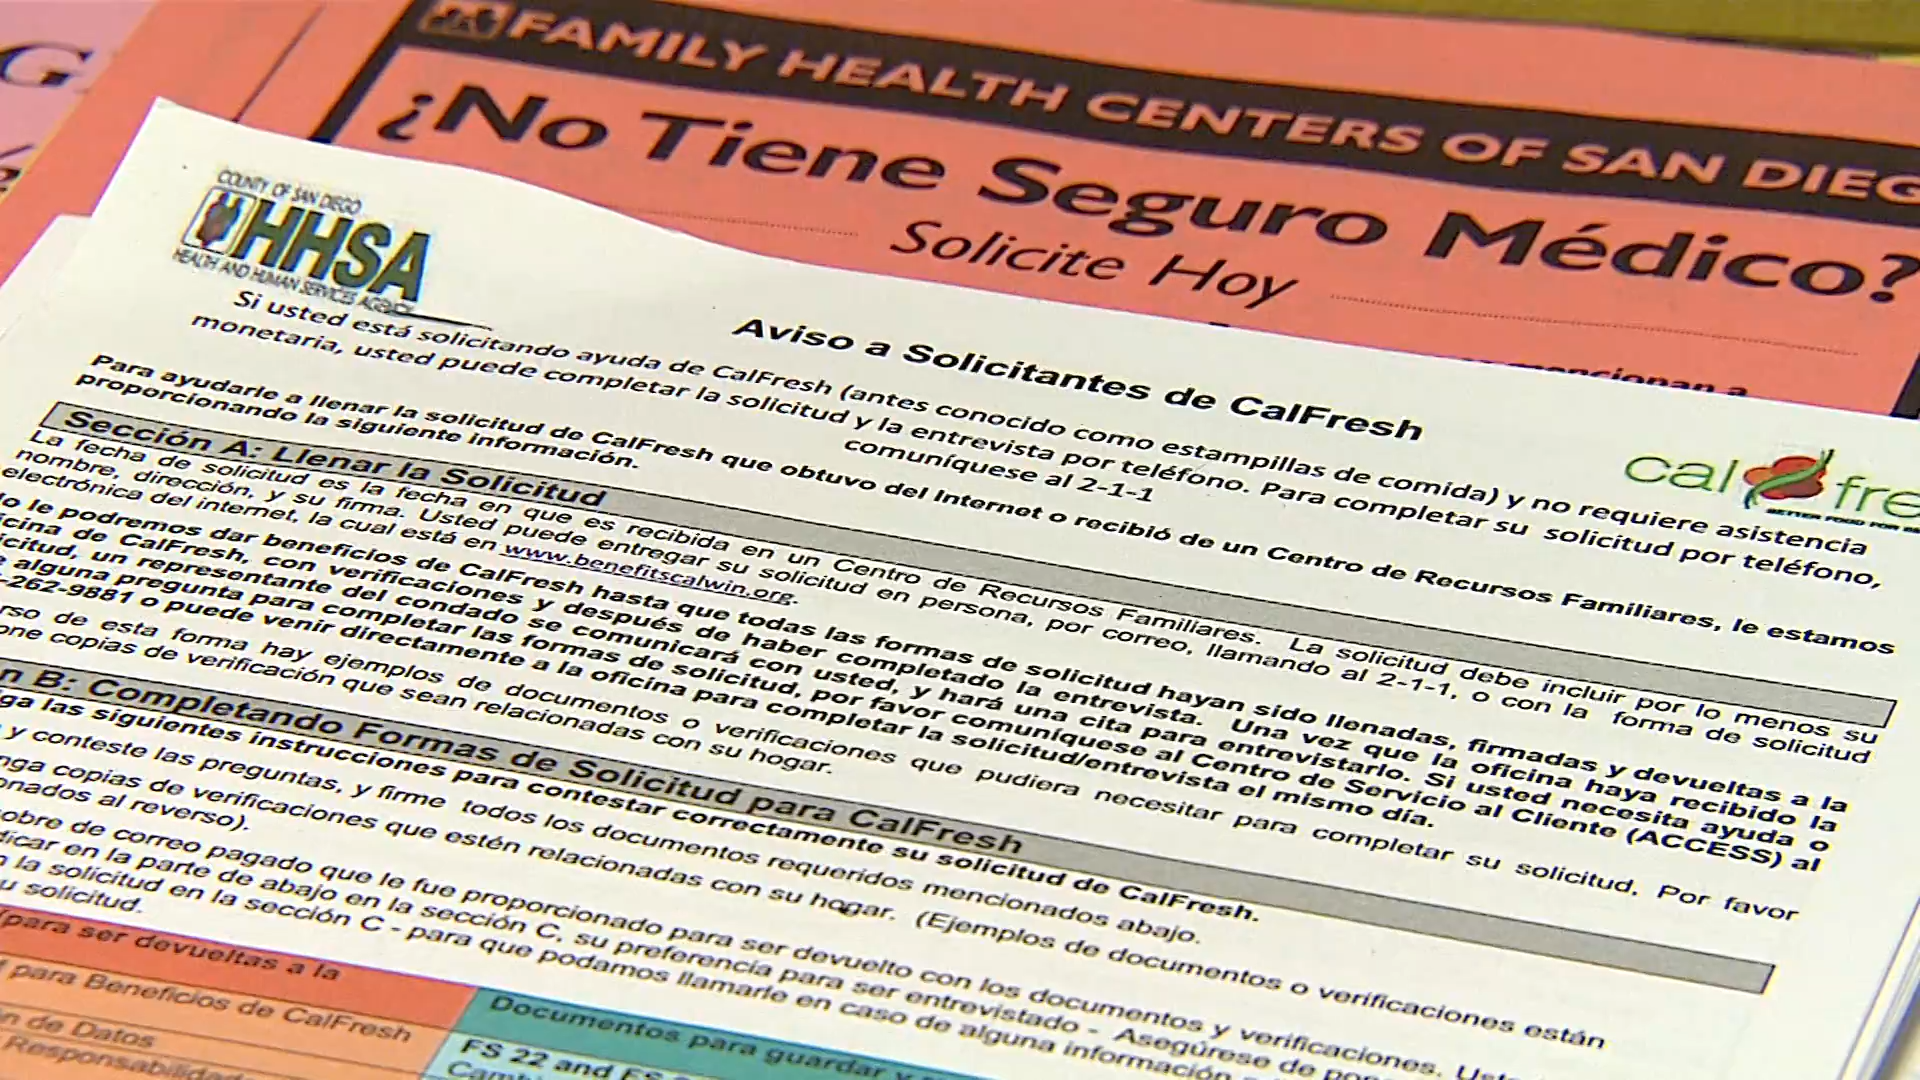 G
FAMILY HEALTH CENTERS OF SAN DIEG
¿No Tiene Seguro Médico?
Solicite Hoy
mencionan a
COUNTY OF SAN DIEGO
HHSA
HEALTH AND HUMAN SERVICES AGENCY
Aviso a Solicitantes de CalFresh
cal fre
BETTER FOOD FOR
Si usted está solicitando ayuda de CalFresh (antes conocido como estampillas de comida) y no requiere asistencia
monetaria, usted puede completar la solicitud y la entrevista por teléfono. Para completar su solicitud por teléfono,
comuníquese al 2-1-1
Para ayudarle a llenar la solicitud de CalFresh que obtuvo del Internet o recibió de un Centro de Recursos Familiares, le estamos
proporcionando la siguiente información.
Sección A: Llenar la Solicitud
La fecha de solicitud es la fecha en que es recibida en un Centro de Recursos Familiares. La solicitud debe incluir por lo menos su
nombre, dirección, y su firma. Usted puede entregar su solicitud en persona, por correo, llamando al 2-1-1, o con la forma de solicitud
electrónica del internet, la cual está en www.benefitscalwin.org.
o le podremos dar beneficios de CalFresh hasta que todas las formas de solicitud hayan sido llenadas, firmadas y devueltas a la
icina de CalFresh, con verificaciones y después de haber completado la entrevista. Una vez que la oficina haya recibido la
icitud, un representante del condado se comunicará con usted, y hará una cita para entrevistarlo. Si usted necesita ayuda o
alguna pregunta para completar las formas de solicitud, por favor comuníquese al Centro de Servicio al Cliente (ACCESS) al
-262-9881 o puede venir directamente a la oficina para completar la solicitud/entrevista el mismo día.
rso de esta forma hay ejemplos de documentos o verificaciones que pudiera necesitar para completar su solicitud. Por favor
one copias de verificación que sean relacionadas con su hogar.
n B: Completando Formas de Solicitud para CalFresh
ga las siguientes instrucciones para contestar correctamente su solicitud de CalFresh.
y conteste las preguntas, y firme todos los documentos requeridos mencionados abajo.
nga copias de verificaciones que estén relacionadas con su hogar. (Ejemplos de documentos o verificaciones están
onados al reverso).
obre de correo pagado que le fue proporcionado para ser devuelto con los documentos y verificaciones.
dicar en la parte de abajo en la sección C, su preferencia para ser entrevistado - Asegúrese de
la solicitud en la sección C - para que podamos llamarle en caso de alguna información
u solicitud.
para ser devueltas a la
para Beneficios de CalFresh
n de Datos
Responsabilidad
Documentos para guardar y
FS 22 and FS